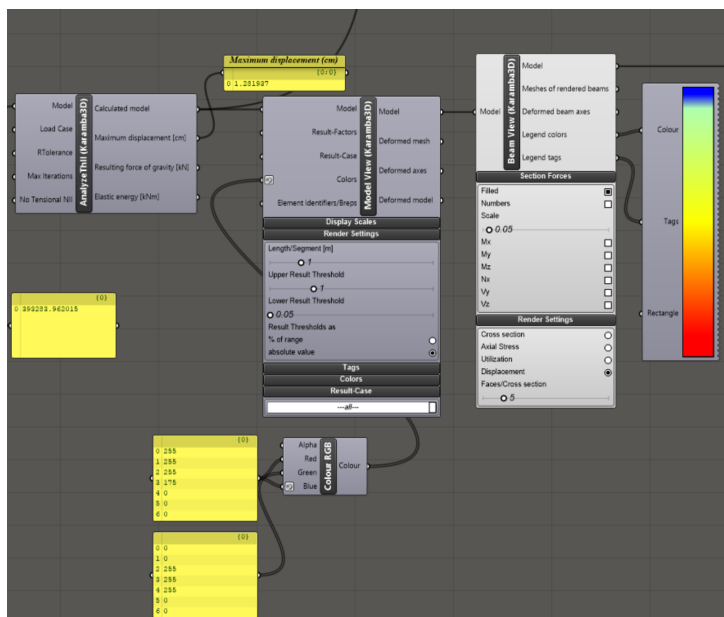 Maximum displacement (cm)
{0;0}
0 1.281937
Model
Load Case
RTolerance
Max Iterations
No Tensional NII
AnalyzeThII (Karamba3D)
Calculated model
Maximum displacement [cm]
Resulting force of gravity [kN]
Elastic energy [kNm]
Model
Result-Factors
Result-Case
Colors
Element identifiers/Breps
Model View (Karamba3D)
Model
Deformed mesh
Deformed axes
Deformed model
Display Scales
Render Settings
Length/Segment [m]
1
Upper Result Threshold
1
Lower Result Threshold
0.05
Result Thresholds as
% of range
absolute value
Tags
Colors
Result-Case
---all---
Model
Beam View (Karamba3D)
Model
Meshes of rendered beams
Deformed beam axes
Legend colors
Legend tags
Section Forces
Filled
Numbers
Scale
0.05
Mx
My
Mz
Nx
Vy
Vz
Render Settings
Cross section
Axial Stress
Utilization
Displacement
Faces/Cross section
5
Colour
Tags
Rectangle
{0}
0 393253.962015
{0}
0 255
1 255
2 255
3 175
4 0
5 0
6 0
Alpha
Red
Green
Blue
Colour RGB
Colour
{0}
0 0
1 0
2 255
3 255
4 255
5 0
6 0